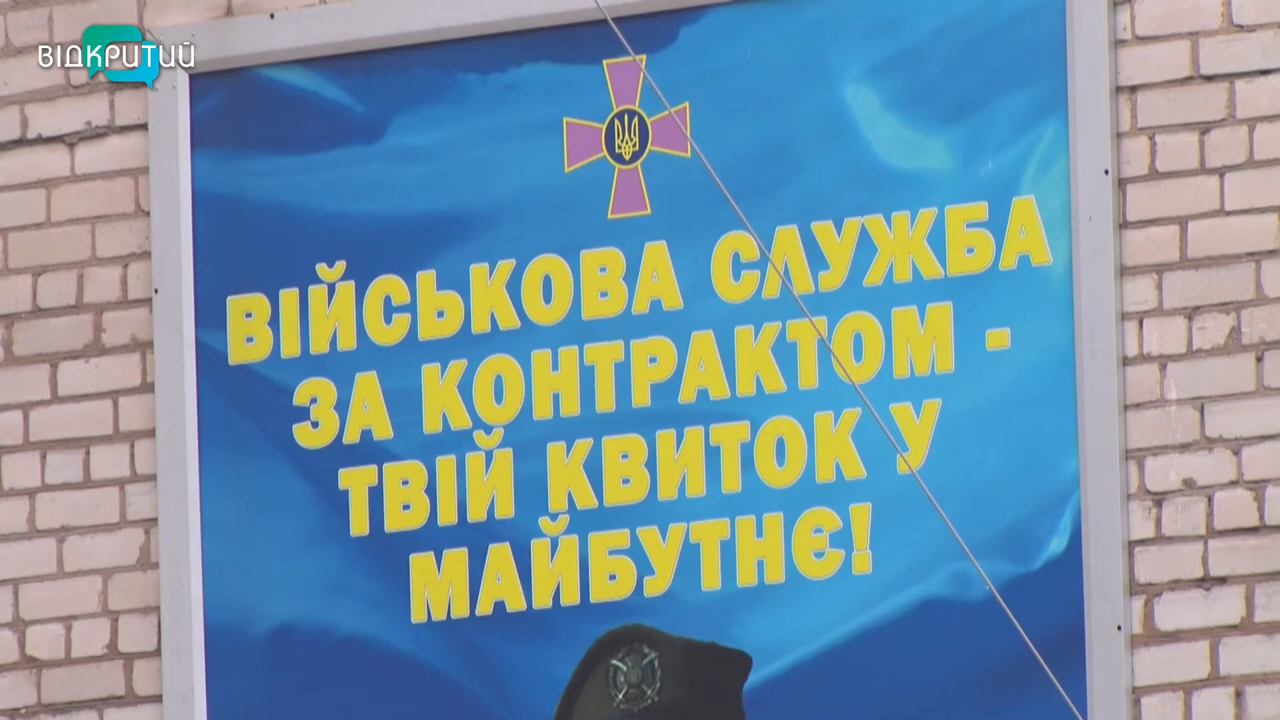 ВІДКРИТИЙ
ВІЙСЬКОВА СЛУЖБА
ЗА КОНТРАКТОМ -
ТВІЙ КВИТОК У
МАЙБУТНЄ!